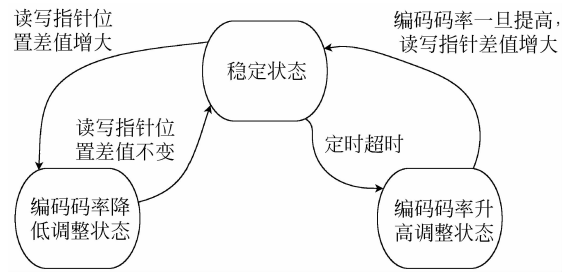 读写指针位
置差值增大
编码码率一旦提高，
读写指针差值增大
稳定状态
读写指针位
置差值不变
定时超时
编码码率降
低调整状态
编码码率升
高调整状态